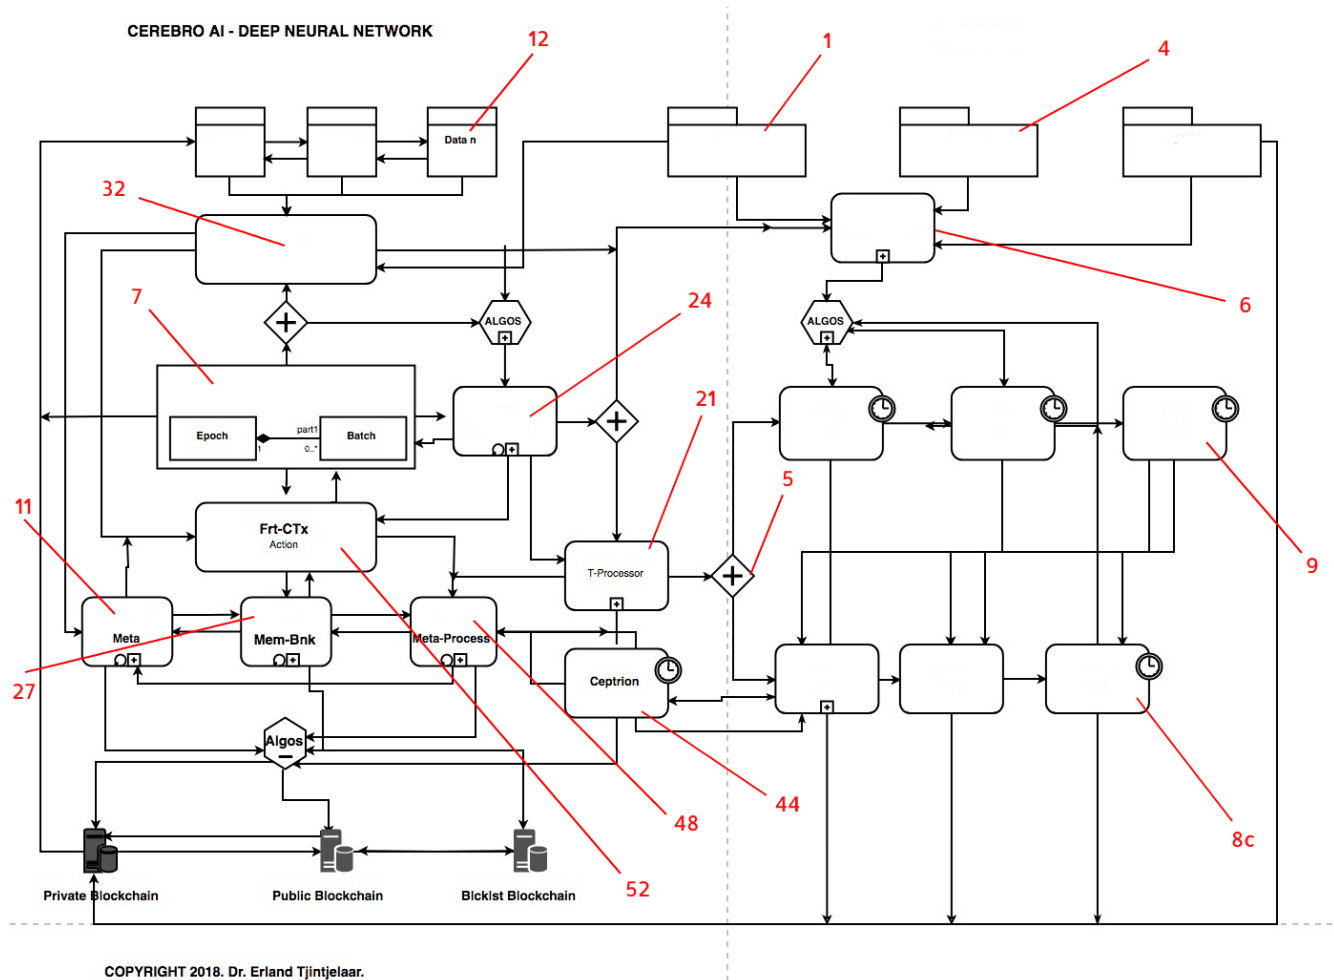 CEREBRO AI - DEEP NEURAL NETWORK
12
1
4
Data n
32
6
7
24
ALGOS
ALGOS
21
Epoch
1
part1
0..*
Batch
5
11
Frt-CTx
Action
T-Processor
9
Meta
Mem-Bnk
Meta-Process
27
Ceptrion
Algos
44
48
8c
52
Private Blockchain
Public Blockchain
Blcklst Blockchain
COPYRIGHT 2018. Dr. Erland Tjintjelaar.